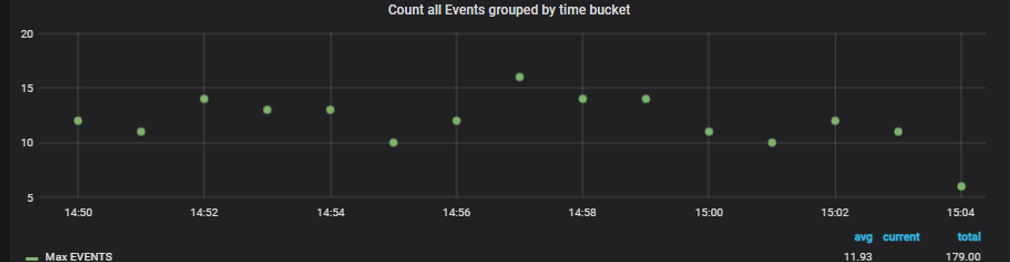 Count all Events grouped by time bucket
20
15
10
5
14:50 14:52 14:54 14:56 14:58 15:00 15:02 15:04
avg current total
Max EVENTS 11.93 179.00